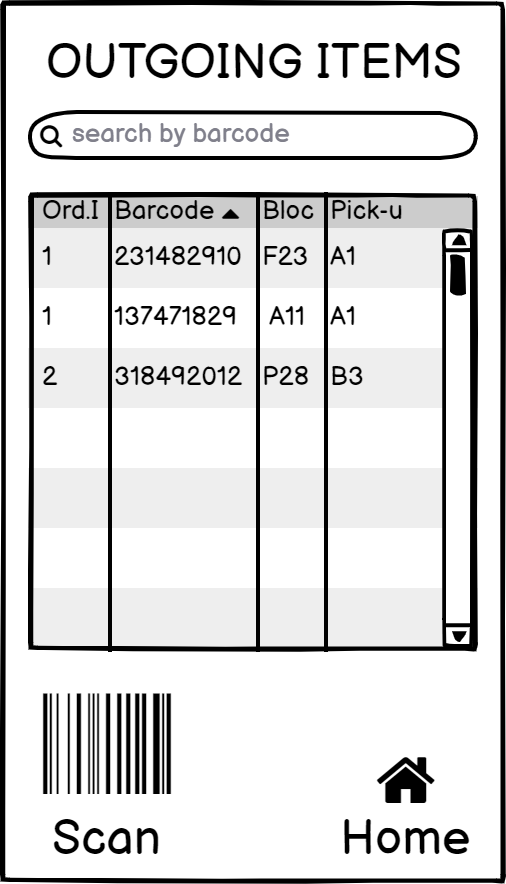 OUTGOING ITEMS
search by barcode
Ord.I Barcode Bloc Pick-u
1 231482910 F23 A1
1 137471829 A11 A1
2 318492012 P28 B3
Scan Home